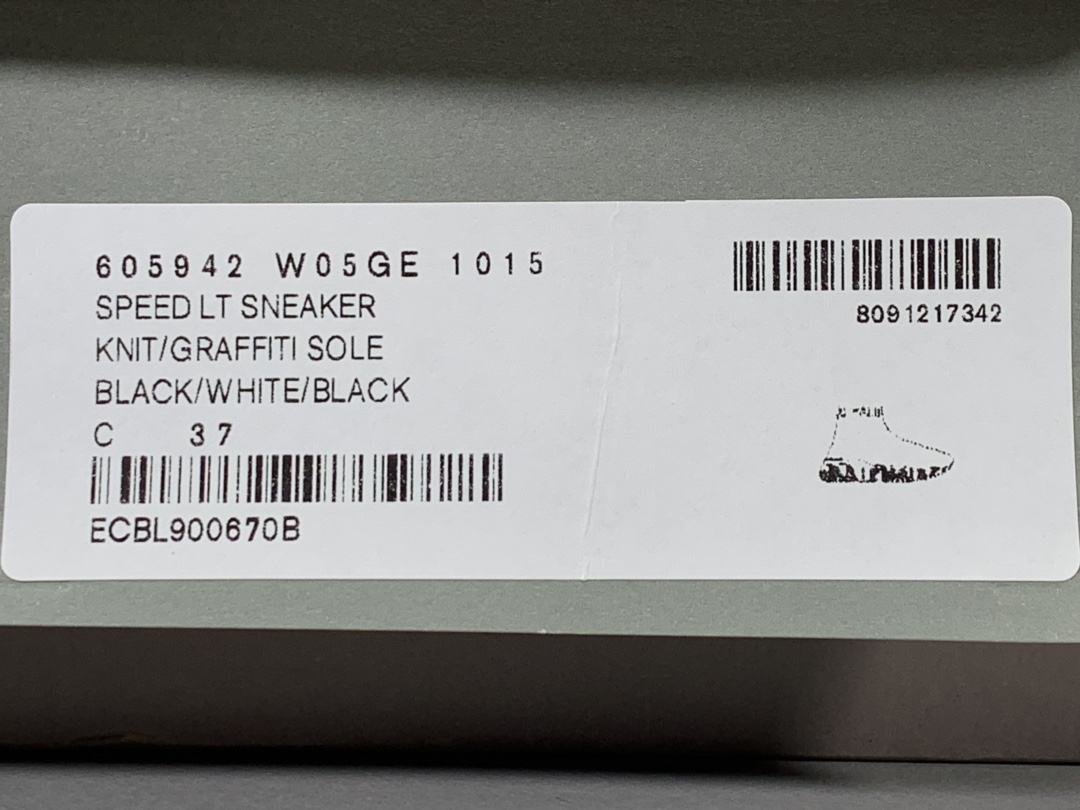 605942 W05GE 1015
SPEED LT SNEAKER
KNIT/GRAFFITI SOLE
BLACK/WHITE/BLACK
C 37
ECBL900670B
8091217342